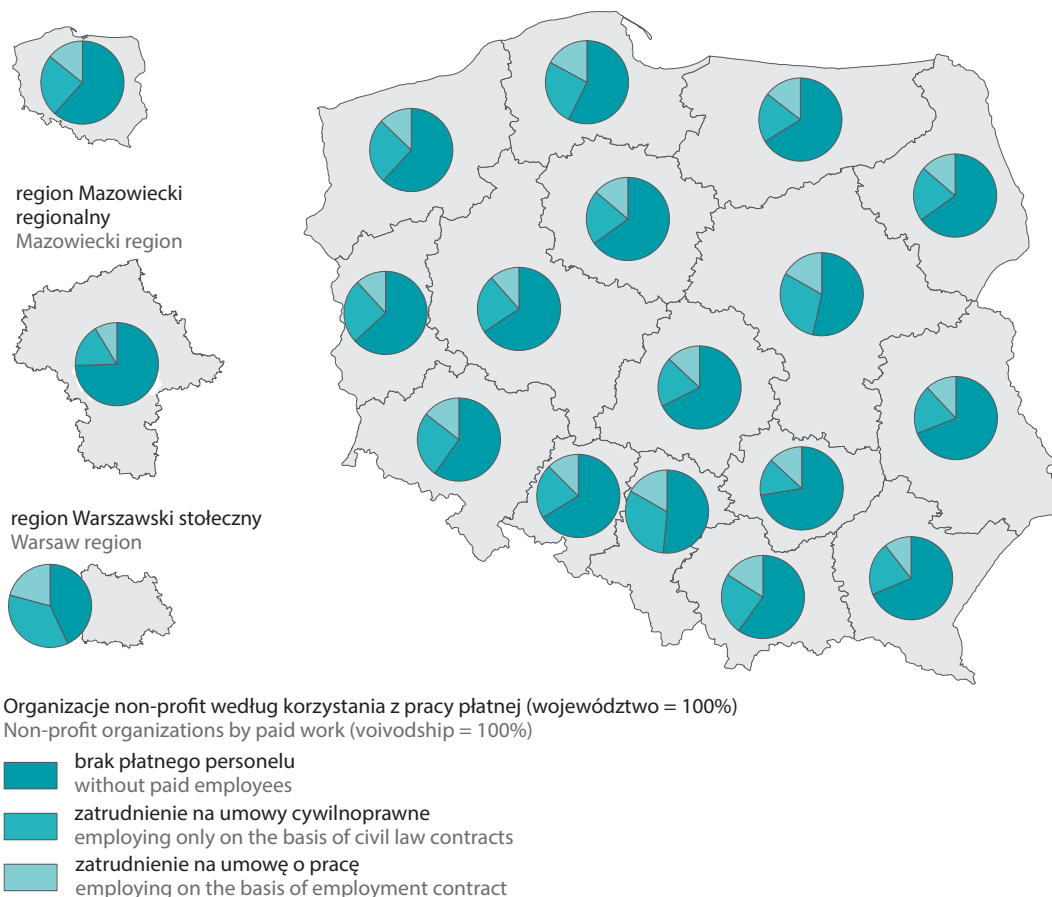 region Mazowiecki
regionalny
Mazowiecki region
region Warszawski stołeczny
Warsaw region
Organizacje non-profit według korzystania z pracy płatnej (województwo = 100%)
Non-profit organizations by paid work (voivodship = 100%)
brak płatnego personelu
without paid employees
zatrudnienie na umowy cywilnoprawne
employing only on the basis of civil law contracts
zatrudnienie na umowę o pracę
employing on the basis of employment contract